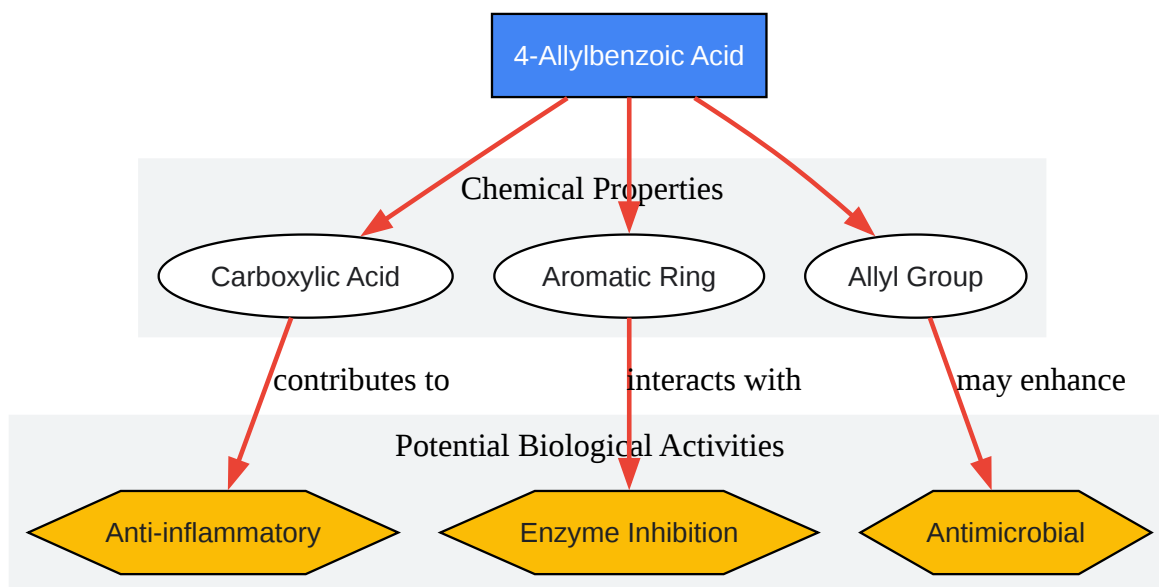 4-Allylbenzoic Acid
Chemical Properties
Carboxylic Acid
Aromatic Ring
Allyl Group
contributes to
interacts with
may enhance
Potential Biological Activities
Anti-inflammatory
Enzyme Inhibition
Antimicrobial